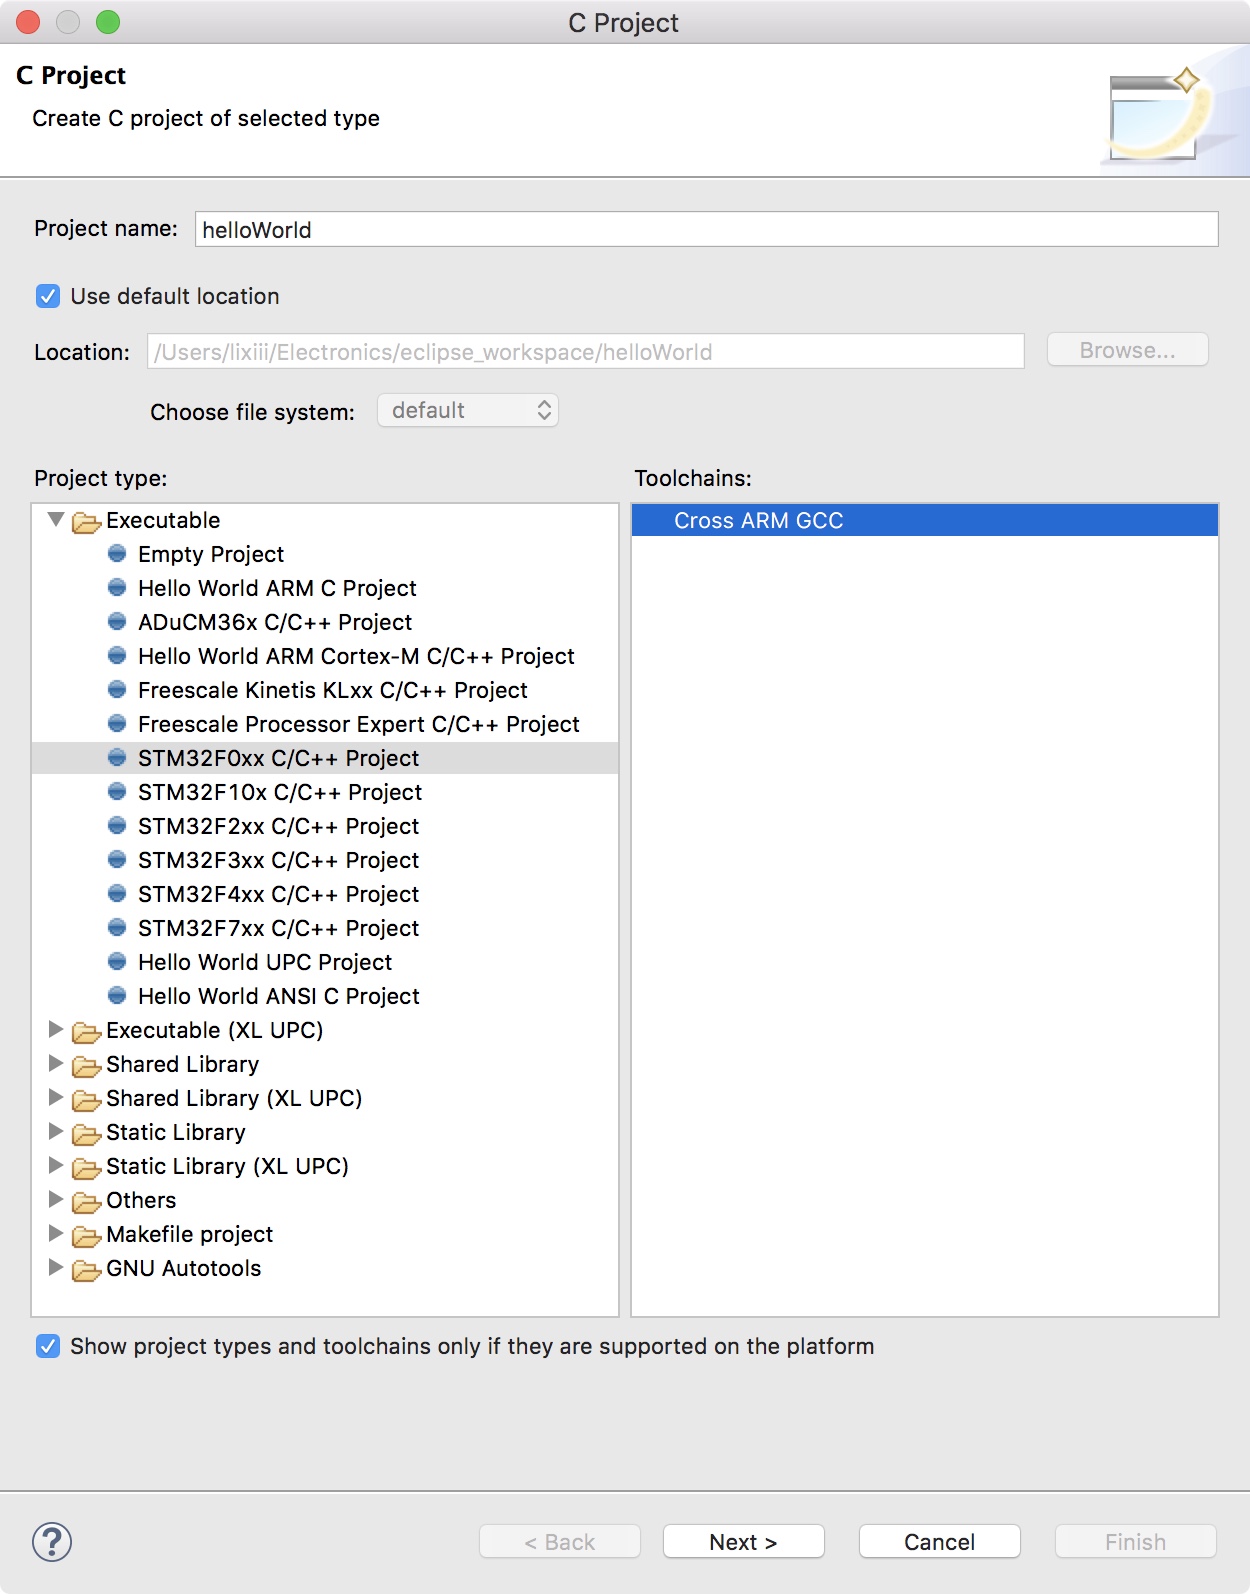 C Project
C Project
Create C project of selected type
Project name: helloWorld
Use default location
Location: /Users/lixiii/Electronics/eclipse_workspace/helloWorld Browse...
Choose file system: default
Project type: Toolchains:
Executable Cross ARM GCC
Empty Project
Hello World ARM C Project
ADuCM36x C/C++ Project
Hello World ARM Cortex-M C/C++ Project
Freescale Kinetis KLxx C/C++ Project
Freescale Processor Expert C/C++ Project
STM32F0xx C/C++ Project
STM32F10x C/C++ Project
STM32F2xx C/C++ Project
STM32F3xx C/C++ Project
STM32F4xx C/C++ Project
STM32F7xx C/C++ Project
Hello World UPC Project
Hello World ANSI C Project
Executable (XL UPC)
Shared Library
Shared Library (XL UPC)
Static Library
Static Library (XL UPC)
Others
Makefile project
GNU Autotools
Show project types and toolchains only if they are supported on the platform
? < Back Next > Cancel Finish